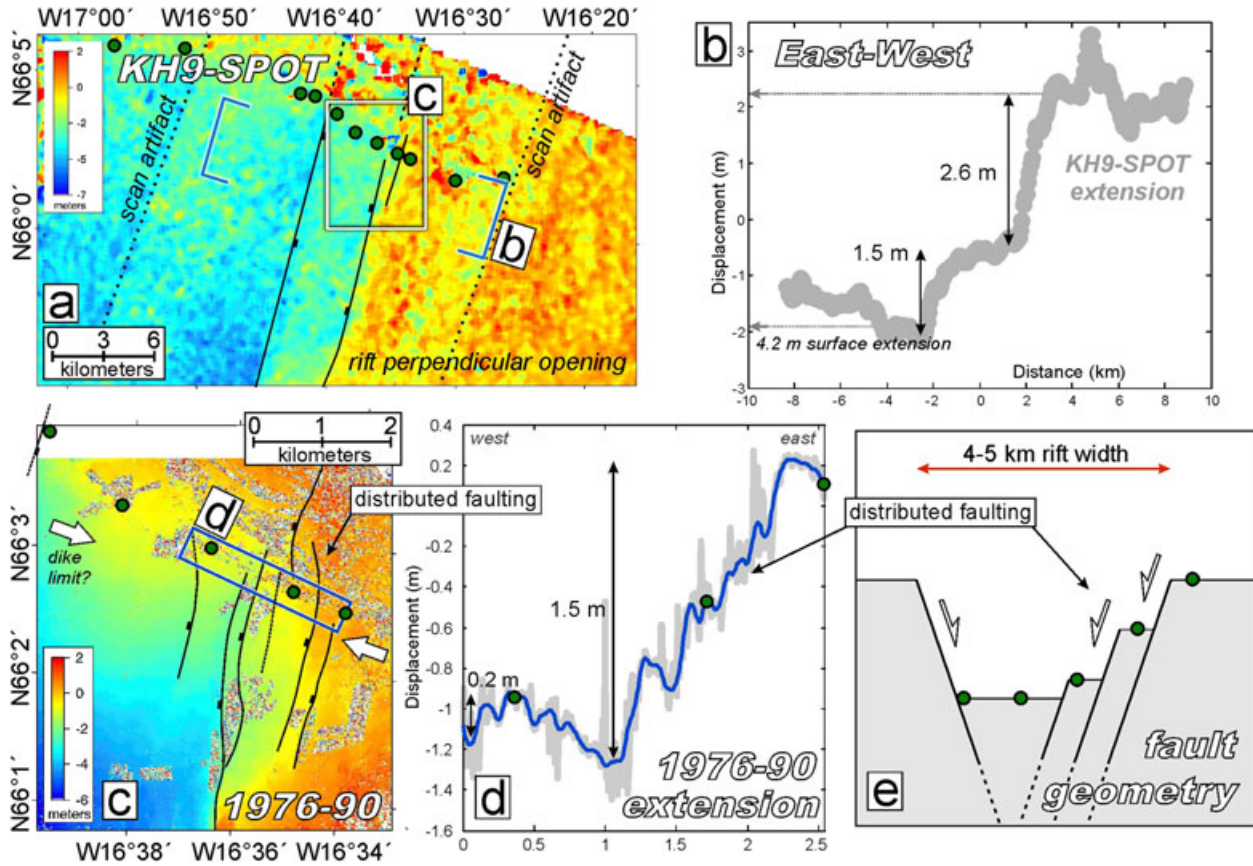 W17°00´ W16°50´ W16°40´ W16°30´ W16°20´
N66°5´
N66°0´
2
0
-2
-5
-7
meters
KH9-SPOT
scan artifact
scan artifact
c
b
a
0 3 6
kilometers
rift perpendicular opening
b
East-West
3
2
1
0
-1
-2
-3
Displacement (m)
2.6 m
1.5 m
KH9-SPOT
extension
4.2 m surface extension
Distance (km)
-10 -8 -6 -4 -2 0 2 4 6 8 10
0 1 2
kilometers
N66°3´
N66°2´
N66°1´
d
dike
limit?
distributed faulting
2
0
-2
-4
-6
meters
c
1976-90
W16°38´ W16°36´ W16°34´
west
east
0.4
0.2
0
-0.2
-0.4
-0.6
-0.8
-1
-1.2
-1.4
-1.6
Displacement (m)
1.5 m
0.2 m
d
1976-90
extension
0 0.5 1 1.5 2 2.5
distributed faulting
4-5 km rift width
e
fault
geometry